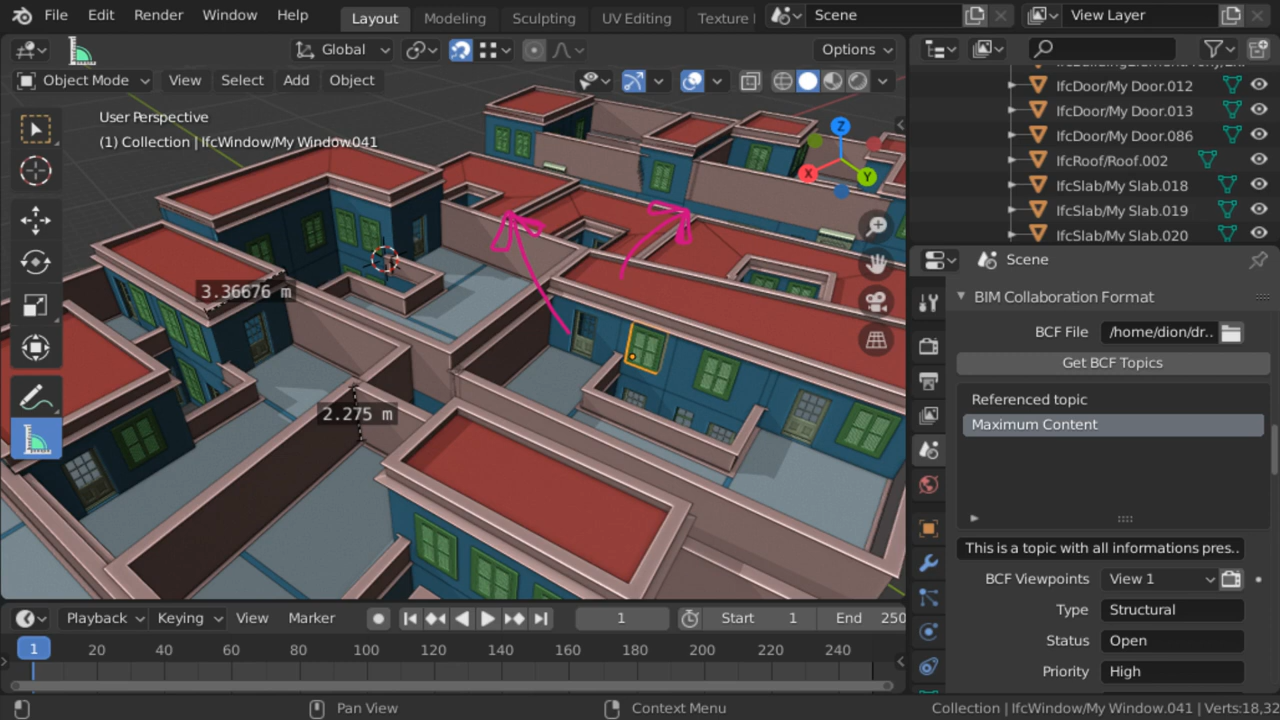 File Edit Render Window Help Layout Modeling Sculpting UV Editing Texture Scene View Layer
Global Options
Object Mode View Select Add Object
User Perspective
(1) Collection | IfcWindow/My Window.041
Z
X
Y
3.36676 m
2.275 m
IfcDoor/My Door.012
IfcDoor/My Door.013
IfcDoor/My Door.086
IfcRoof/Roof.002
IfcSlab/My Slab.018
IfcSlab/My Slab.019
IfcSlab/My Slab.020
Scene
BIM Collaboration Format
BCF File /home/dion/dr..
Get BCF Topics
Referenced topic
Maximum Content
This is a topic with all informations pres..
BCF Viewpoints View 1
Type Structural
Status Open
Priority High
Playback Keying View Marker 1 Start 1 End 250
1 20 40 60 80 100 120 140 160 180 200 220 240
Pan View Context Menu Collection | IfcWindow/My Window.041 | Verts:18,32